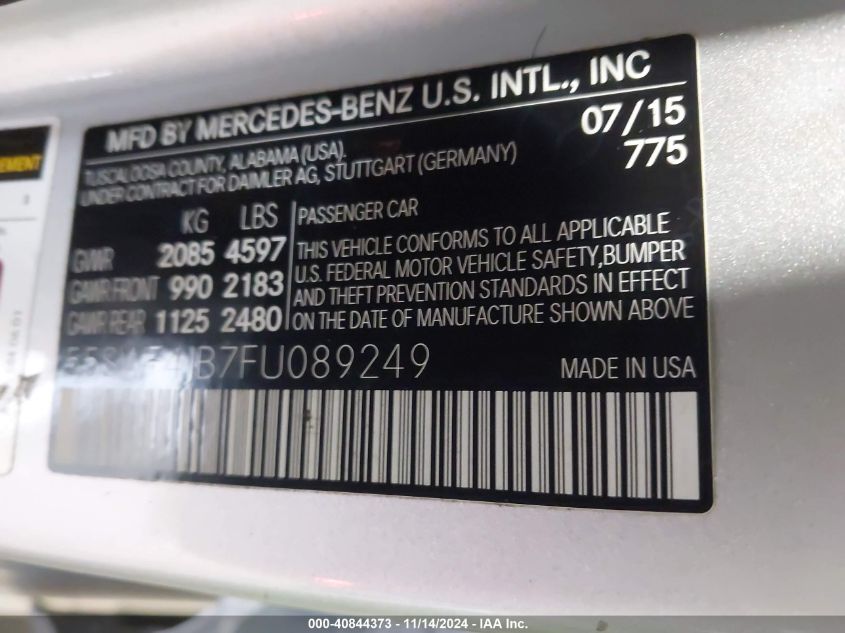 MFD BY MERCEDES-BENZ U.S. INTL., INC
TUSCALOOSA COUNTY, ALABAMA (USA).
07/15
UNDER CONTRACT FOR DAIMLER AG, STUTTGART (GERMANY)
775
KG LBS
PASSENGER CAR
GVWR 2085 4597
GAWR FRONT 990 2183
GAWR REAR 1125 2480
THIS VEHICLE CONFORMS TO ALL APPLICABLE
U.S. FEDERAL MOTOR VEHICLE SAFETY,BUMPER
AND THEFT PREVENTION STANDARDS IN EFFECT
ON THE DATE OF MANUFACTURE SHOWN ABOVE
MADE IN USA
000-40844373 - 11/14/2024 - IAA Inc.